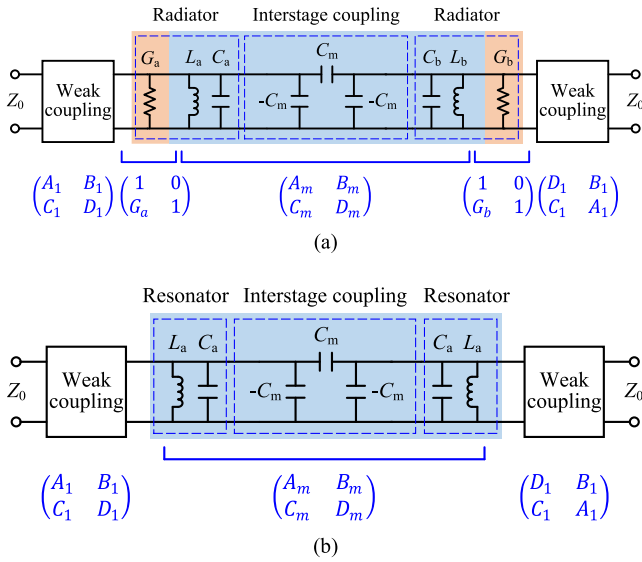 Radiator Interstage coupling Radiator
Weak coupling
Z0
Ga La Ca Cm Cb Lb Gb
-Cm -Cm
Weak coupling
Z0
(A1 B1 C1 D1) (1 0 Ga 1) (Am Bm Cm Dm) (1 0 Gb 1) (D1 B1 C1 A1)
(a)
Resonator Interstage coupling Resonator
Weak coupling
Z0
La Ca Cm Ca La
-Cm -Cm
Weak coupling
Z0
(A1 B1 C1 D1) (Am Bm Cm Dm) (D1 B1 C1 A1)
(b)